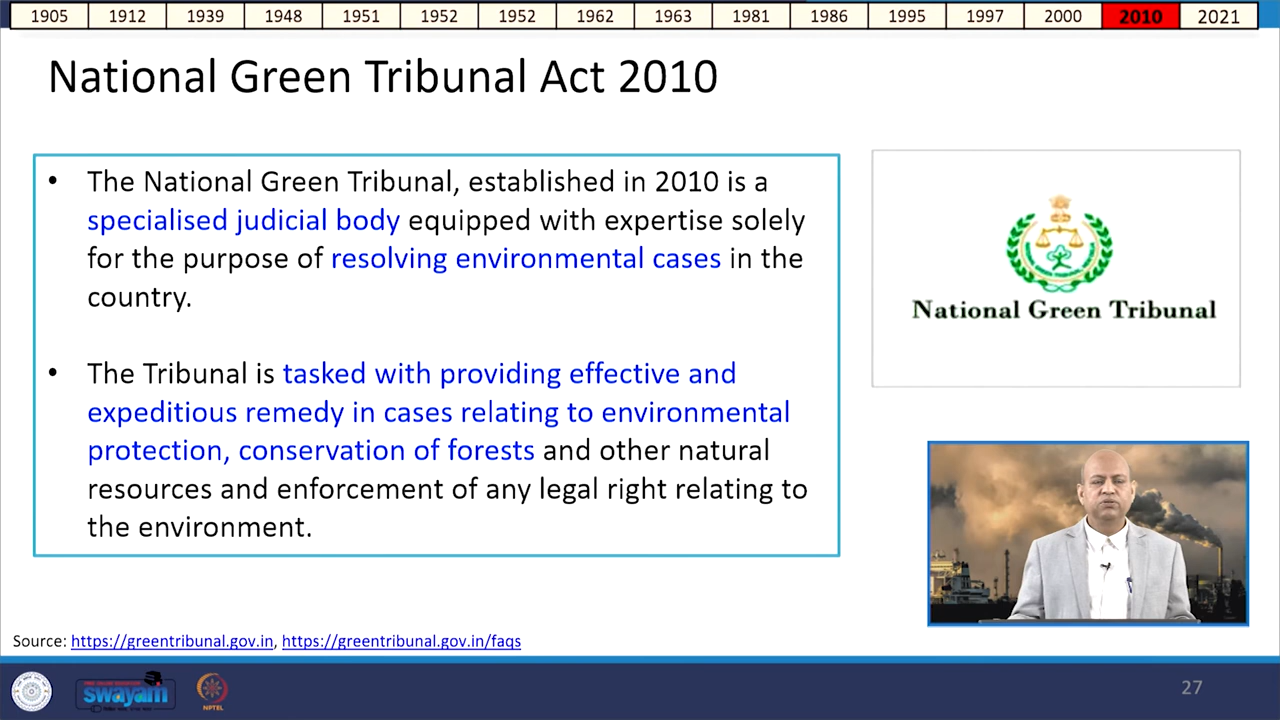 1905 1912 1939 1948 1951 1952 1952 1962 1963 1981 1986 1995 1997 2000 2010 2021
National Green Tribunal Act 2010
• The National Green Tribunal, established in 2010 is a
specialised judicial body equipped with expertise solely
for the purpose of resolving environmental cases in the
country.
• The Tribunal is tasked with providing effective and
expeditious remedy in cases relating to environmental
protection, conservation of forests and other natural
resources and enforcement of any legal right relating to
the environment.
National Green Tribunal
Source: https://greentribunal.gov.in, https://greentribunal.gov.in/faqs
swayam
NPTEL
27